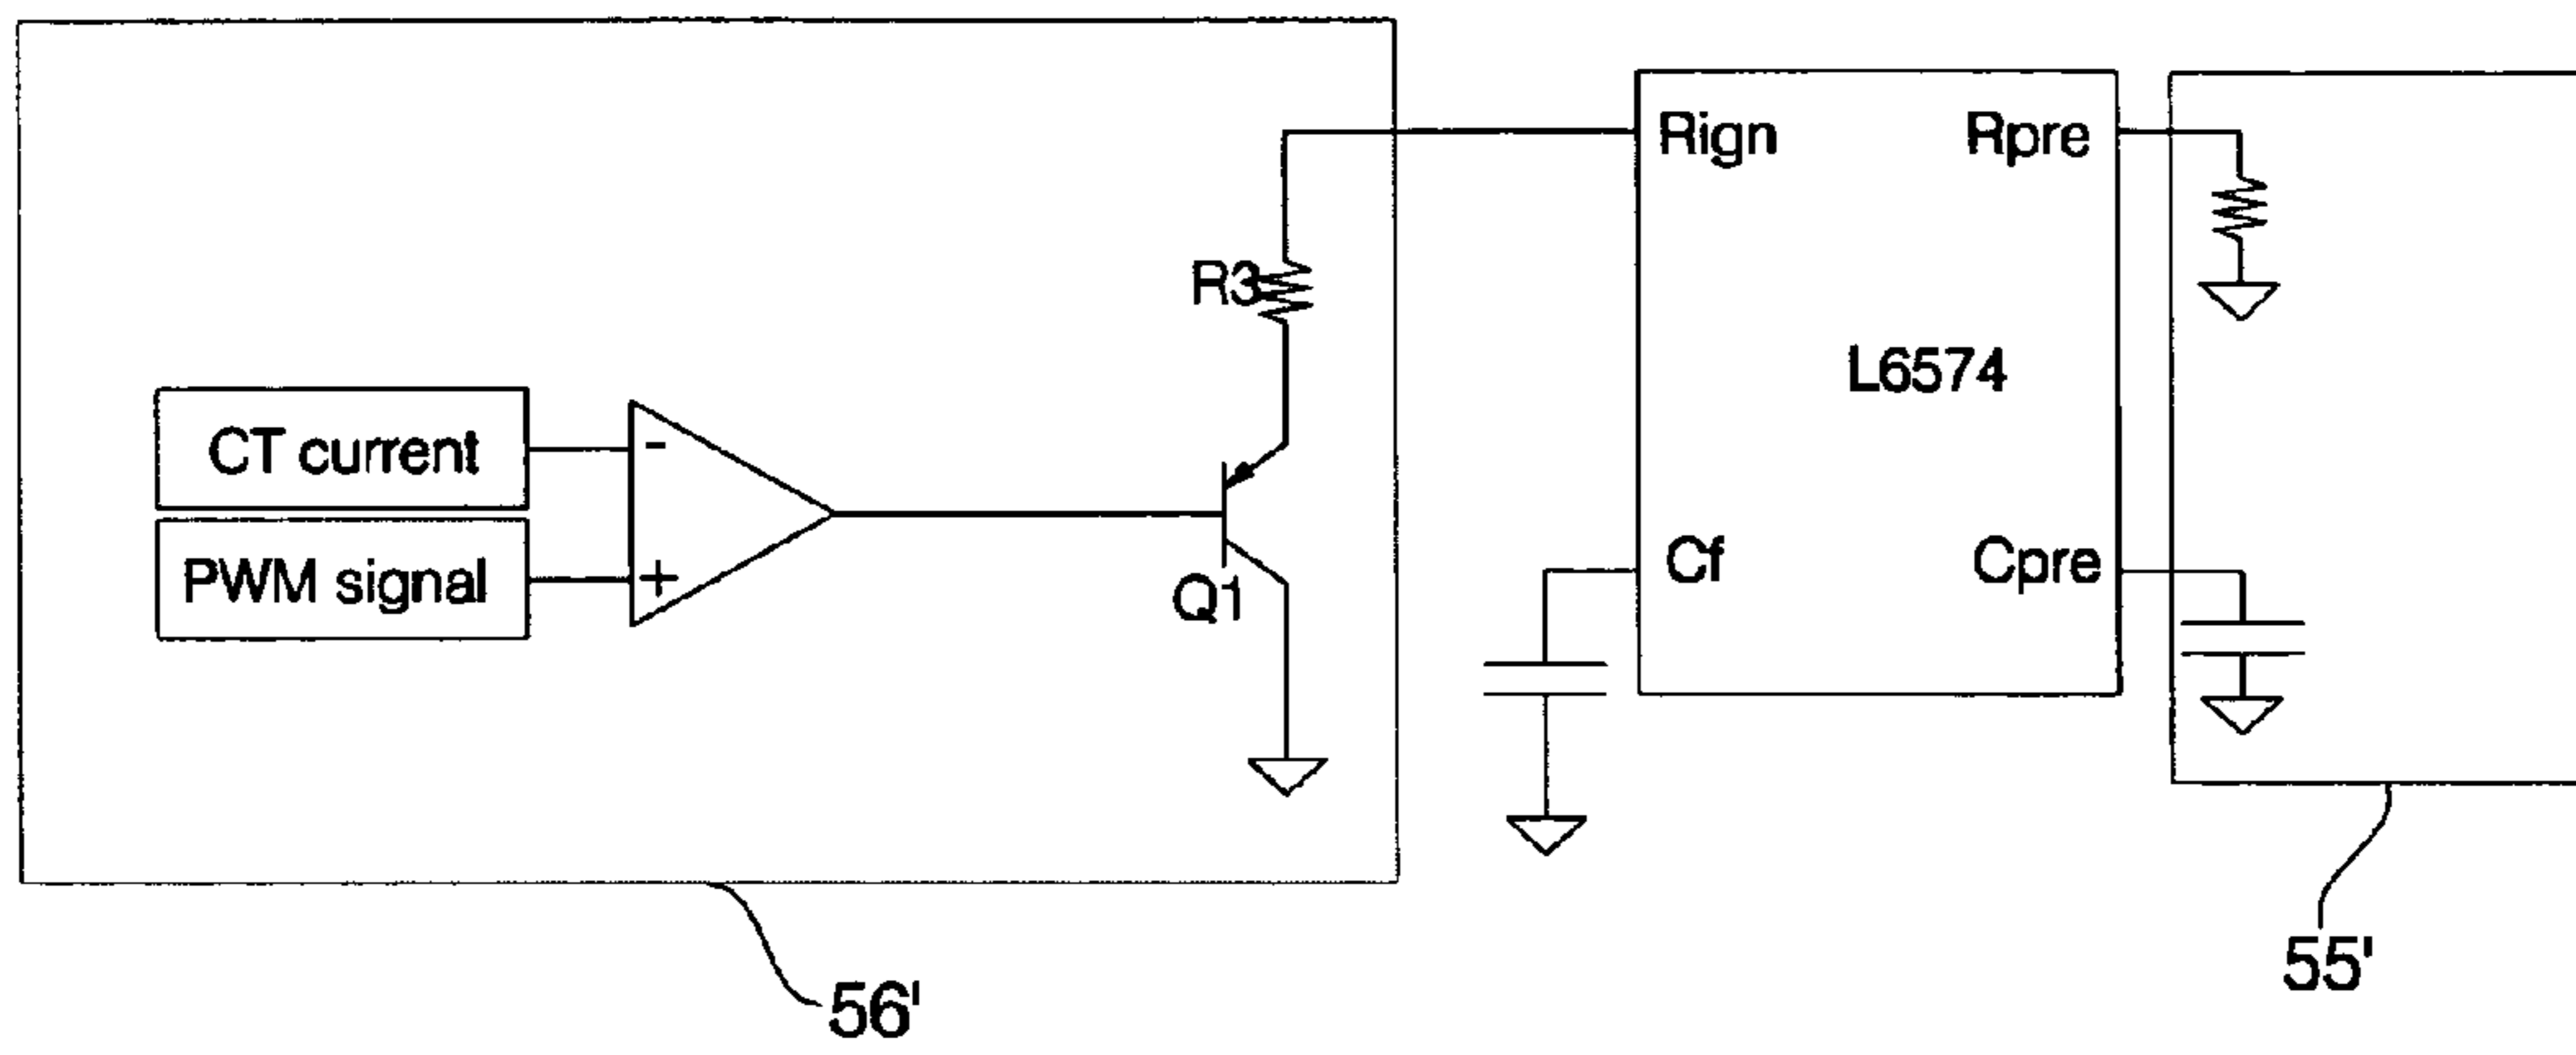 Rign
Rpre
R3
L6574
CT current
-
PWM signal
+
Cf
Cpre
Q1
55'
56'